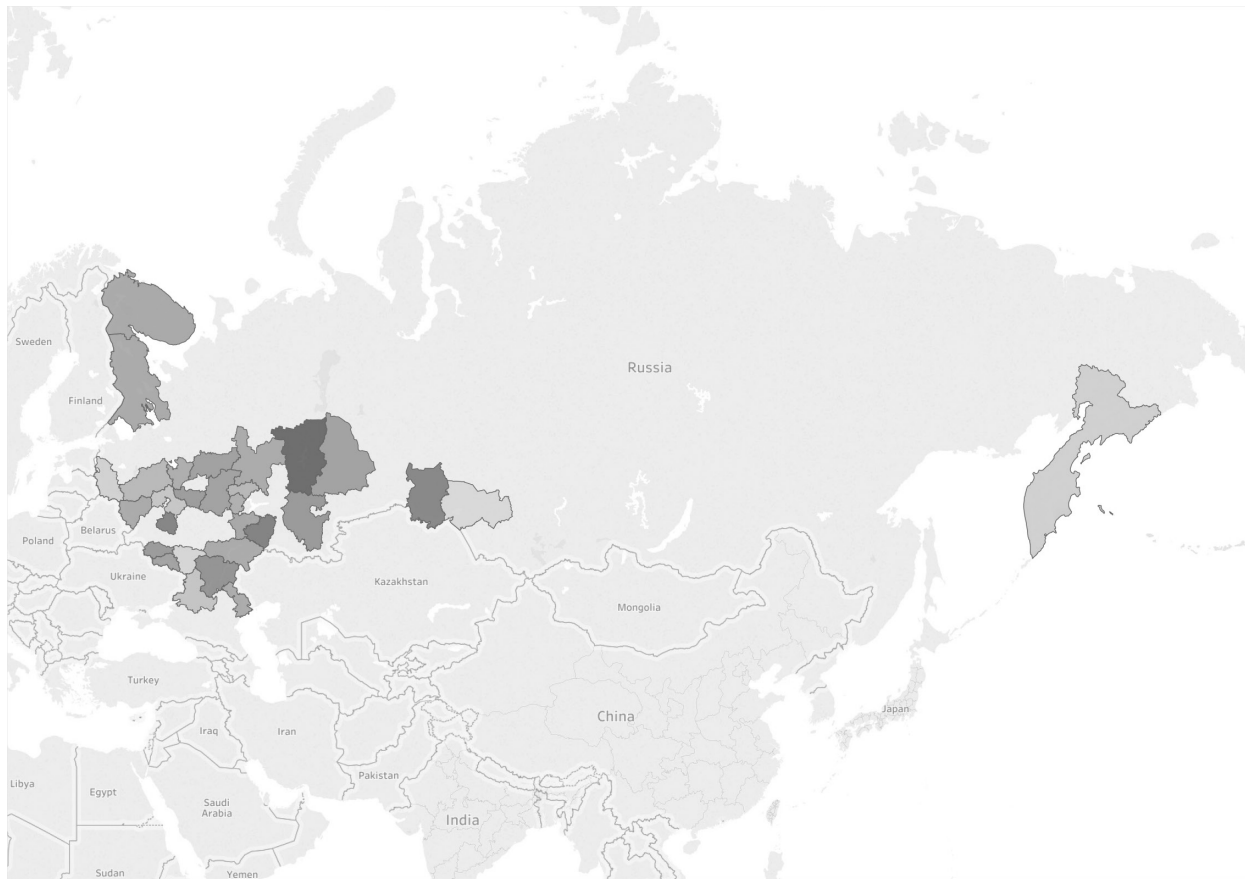 Russia
Sweden
Finland
Belarus
Poland
Ukraine
Kazakhstan
Mongolia
Turkey
Japan
China
Iraq
Iran
Pakistan
Libya
Egypt
Saudi
Arabia
India
Sudan
Yemen